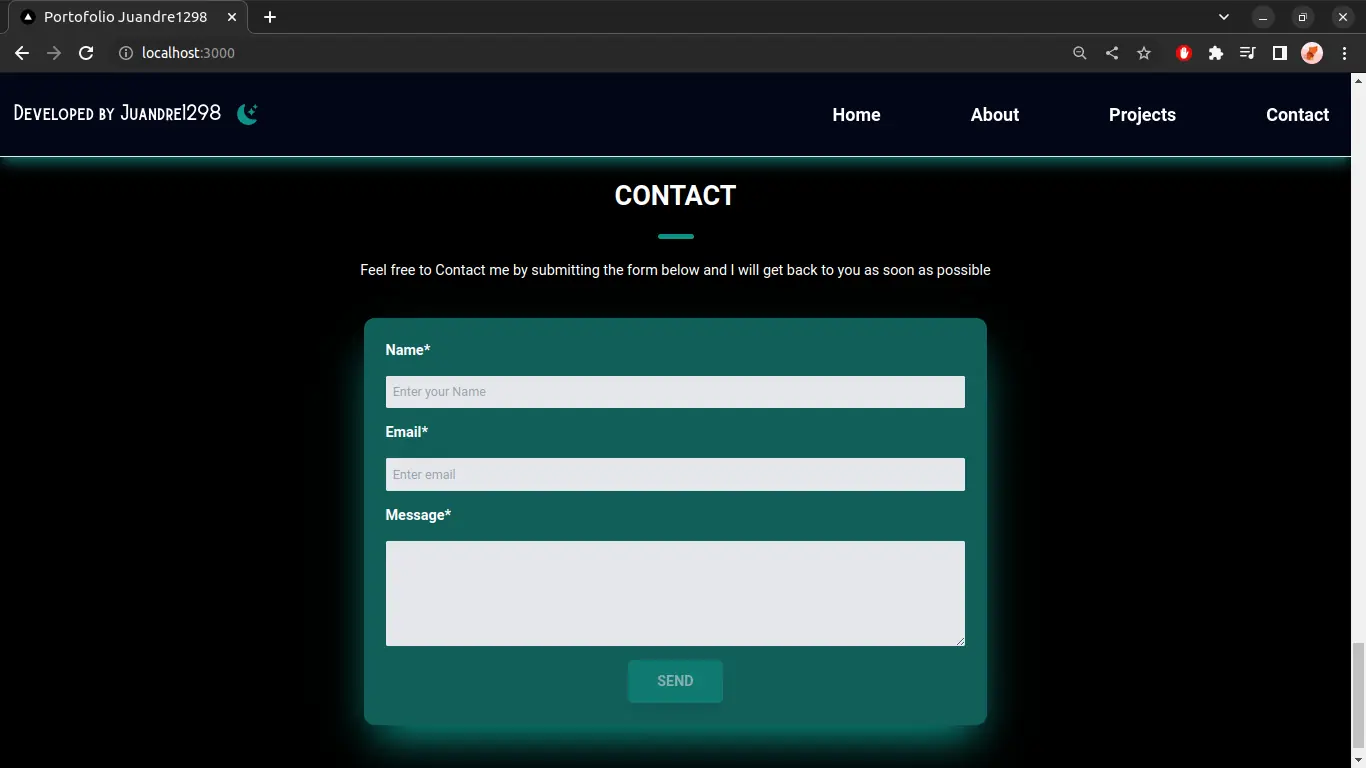 Portofolio Juandre1298
localhost:3000
Developed by Juandre1298
Home About Projects Contact
CONTACT
Feel free to Contact me by submitting the form below and I will get back to you as soon as possible
Name*
Enter your Name
Email*
Enter email
Message*
SEND